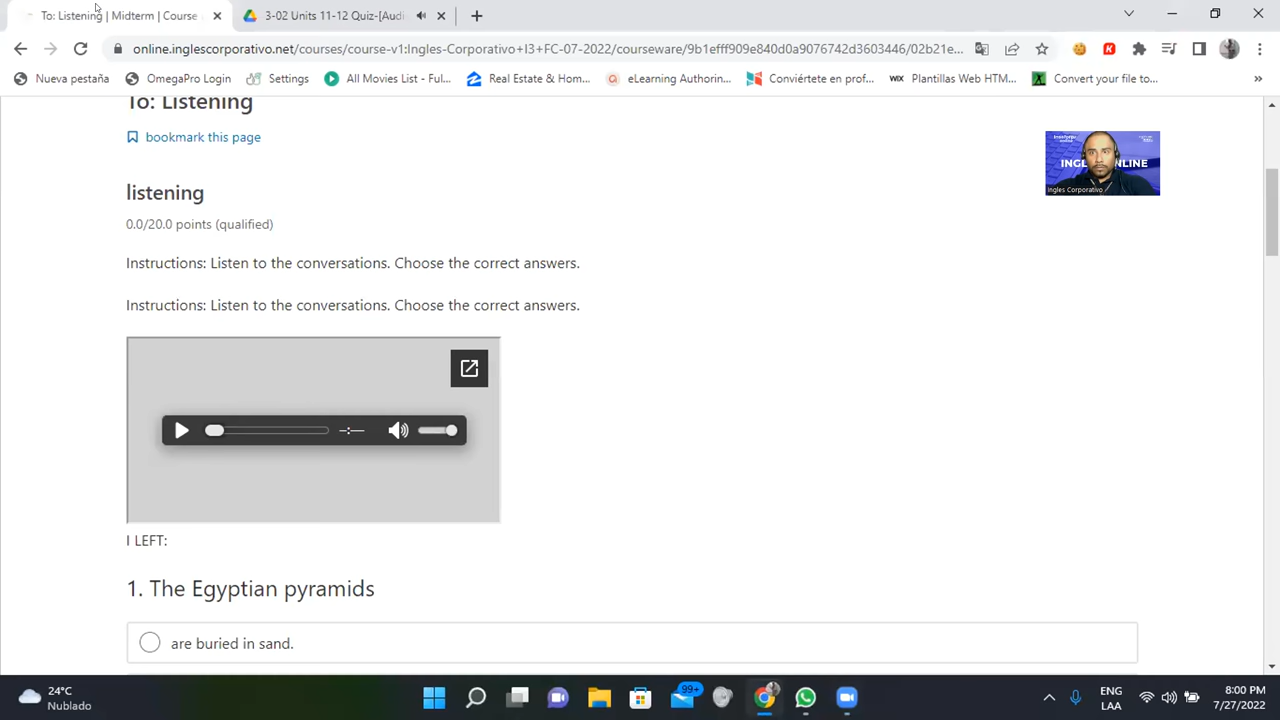 To: Listening | Midterm | Course
3-02 Units 11-12 Quiz-[Audi
online.inglescorporativo.net/courses/course-v1:Ingles-Corporativo+I3+FC-07-2022/courseware/9b1efff909e840d0a9076742d3603446/02b21e...
Nueva pestaña
OmegaPro Login
Settings
All Movies List - Ful...
Real Estate & Hom...
eLearning Authorin...
Conviértete en prof...
WIX Plantillas Web HTM...
Convert your file to...
»
To: Listening
bookmark this page
INGL NLINE
Ingles Corporativo
listening
0.0/20.0 points (qualified)
Instructions: Listen to the conversations. Choose the correct answers.
Instructions: Listen to the conversations. Choose the correct answers.
-:--
I LEFT:
1. The Egyptian pyramids
are buried in sand.
24°C
Nublado
99+
ENG
LAA
8:00 PM
7/27/2022